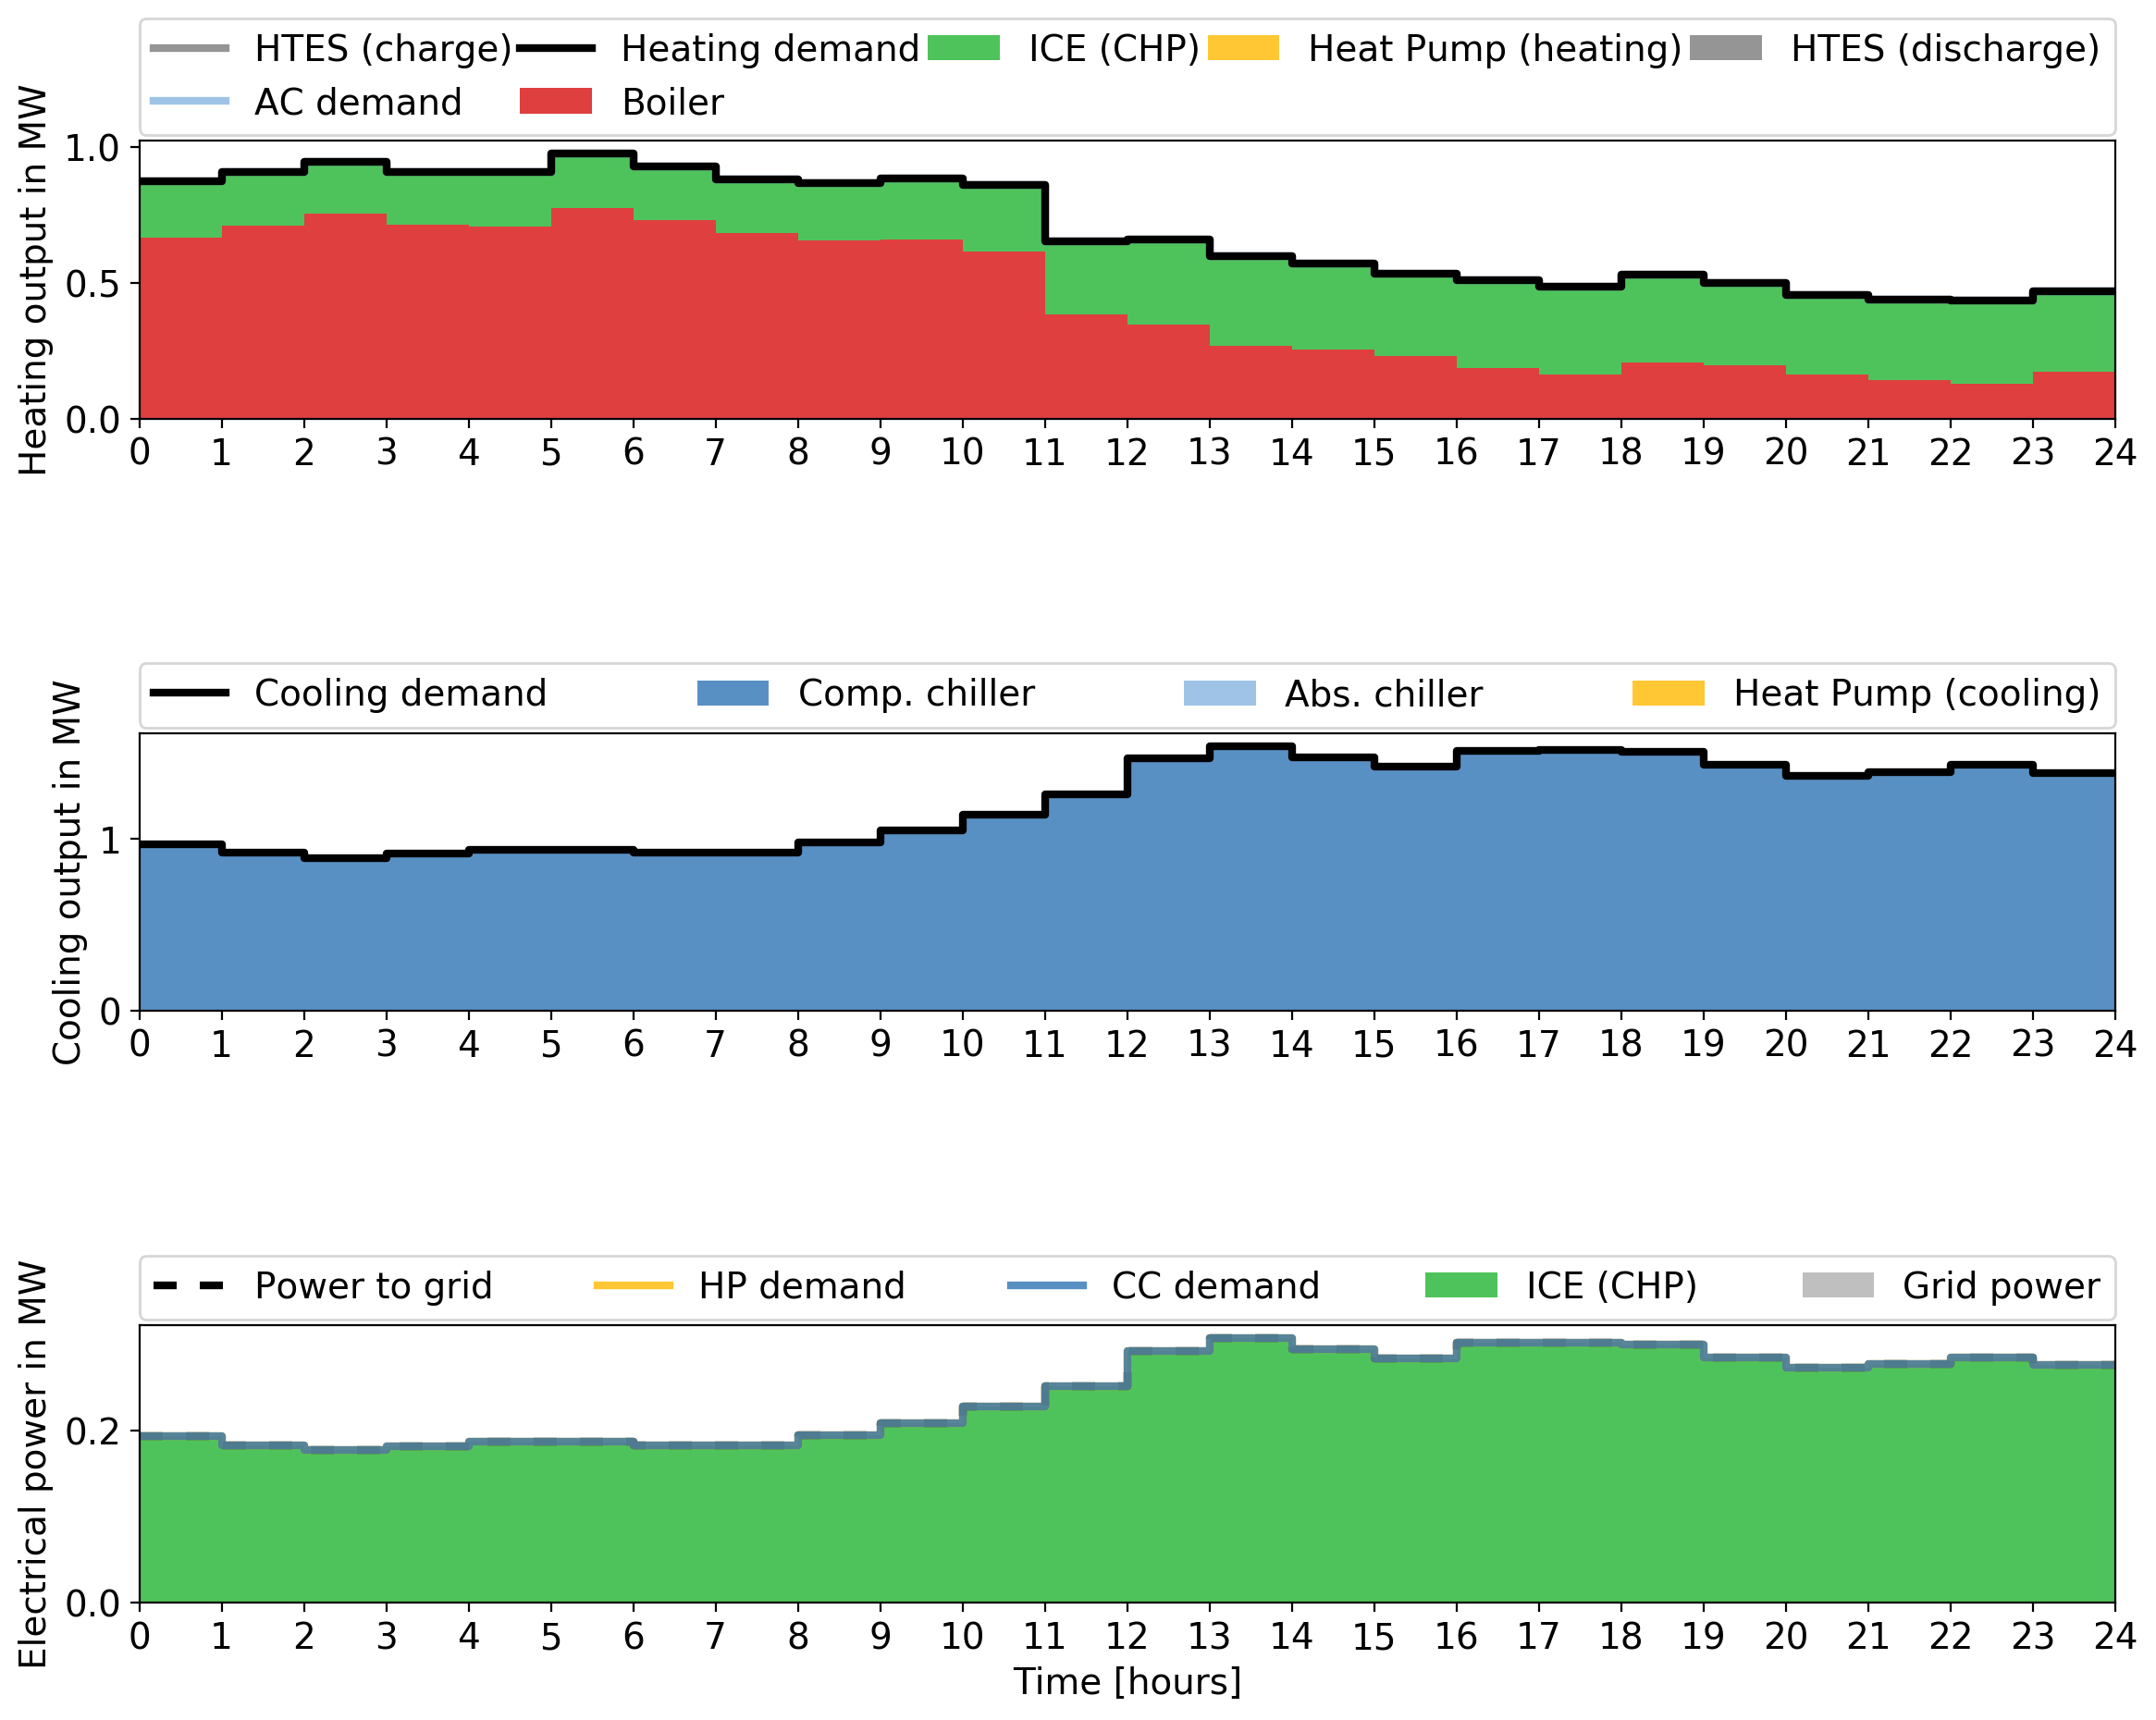 HTES (charge) Heating demand ICE (CHP) Heat Pump (heating) HTES (discharge)
AC demand Boiler
Heating output in MW
1.0
0.5
0.0
0 1 2 3 4 5 6 7 8 9 10 11 12 13 14 15 16 17 18 19 20 21 22 23 24
Cooling demand Comp. chiller Abs. chiller Heat Pump (cooling)
Cooling output in MW
1
0
0 1 2 3 4 5 6 7 8 9 10 11 12 13 14 15 16 17 18 19 20 21 22 23 24
Power to grid HP demand CC demand ICE (CHP) Grid power
Electrical power in MW
0.2
0.0
0 1 2 3 4 5 6 7 8 9 10 11 12 13 14 15 16 17 18 19 20 21 22 23 24
Time [hours]